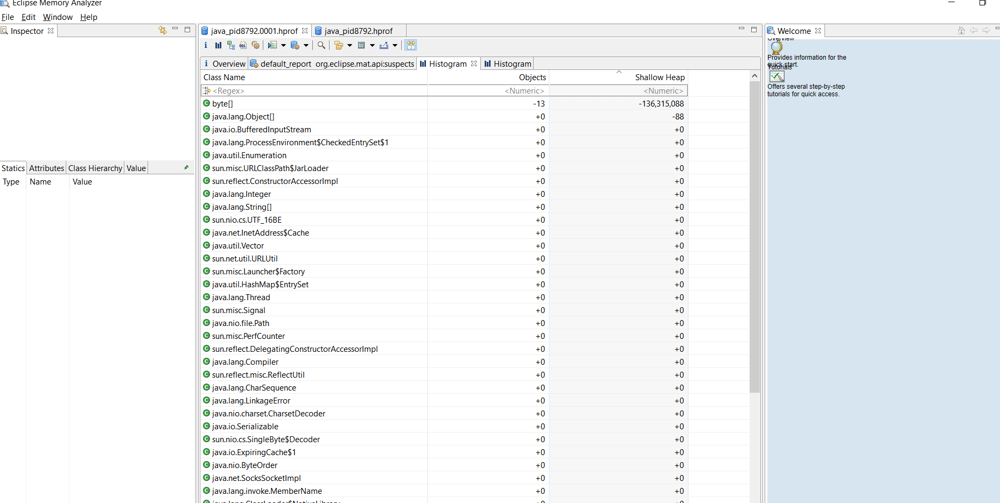 Eclipse Memory Analyzer
File Edit Window Help
Inspector
java_pid8792.0001.hprof java_pid8792.hprof
Welcome
Overview
Provides information for the
quick start.
Tutorials
Offers several step-by-step
tutorials for quick access.
i Overview default_report org.eclipse.mat.api:suspects Histogram Histogram
Class Name Objects Shallow Heap
<Regex> <Numeric> <Numeric>
byte[] -13 -136,315,088
java.lang.Object[] +0 -88
java.io.BufferedInputStream +0 +0
java.lang.ProcessEnvironment$CheckedEntrySet$1 +0 +0
java.util.Enumeration +0 +0
sun.misc.URLClassPath$JarLoader +0 +0
sun.reflect.ConstructorAccessorImpl +0 +0
java.lang.Integer +0 +0
java.lang.String[] +0 +0
sun.nio.cs.UTF_16BE +0 +0
java.net.InetAddress$Cache +0 +0
java.util.Vector +0 +0
sun.net.util.URLUtil +0 +0
sun.misc.Launcher$Factory +0 +0
java.util.HashMap$EntrySet +0 +0
java.lang.Thread +0 +0
sun.misc.Signal +0 +0
java.nio.file.Path +0 +0
sun.misc.PerfCounter +0 +0
sun.reflect.DelegatingConstructorAccessorImpl +0 +0
java.lang.Compiler +0 +0
sun.reflect.misc.ReflectUtil +0 +0
java.lang.CharSequence +0 +0
java.lang.LinkageError +0 +0
java.nio.charset.CharsetDecoder +0 +0
java.io.Serializable +0 +0
sun.nio.cs.SingleByte$Decoder +0 +0
java.io.ExpiringCache$1 +0 +0
java.nio.ByteOrder +0 +0
java.net.SocksSocketImpl +0 +0
java.lang.invoke.MemberName +0 +0
java.lang.ClassLoader$NativeLibrary +0 +0
Statics Attributes Class Hierarchy Value
Type Name Value